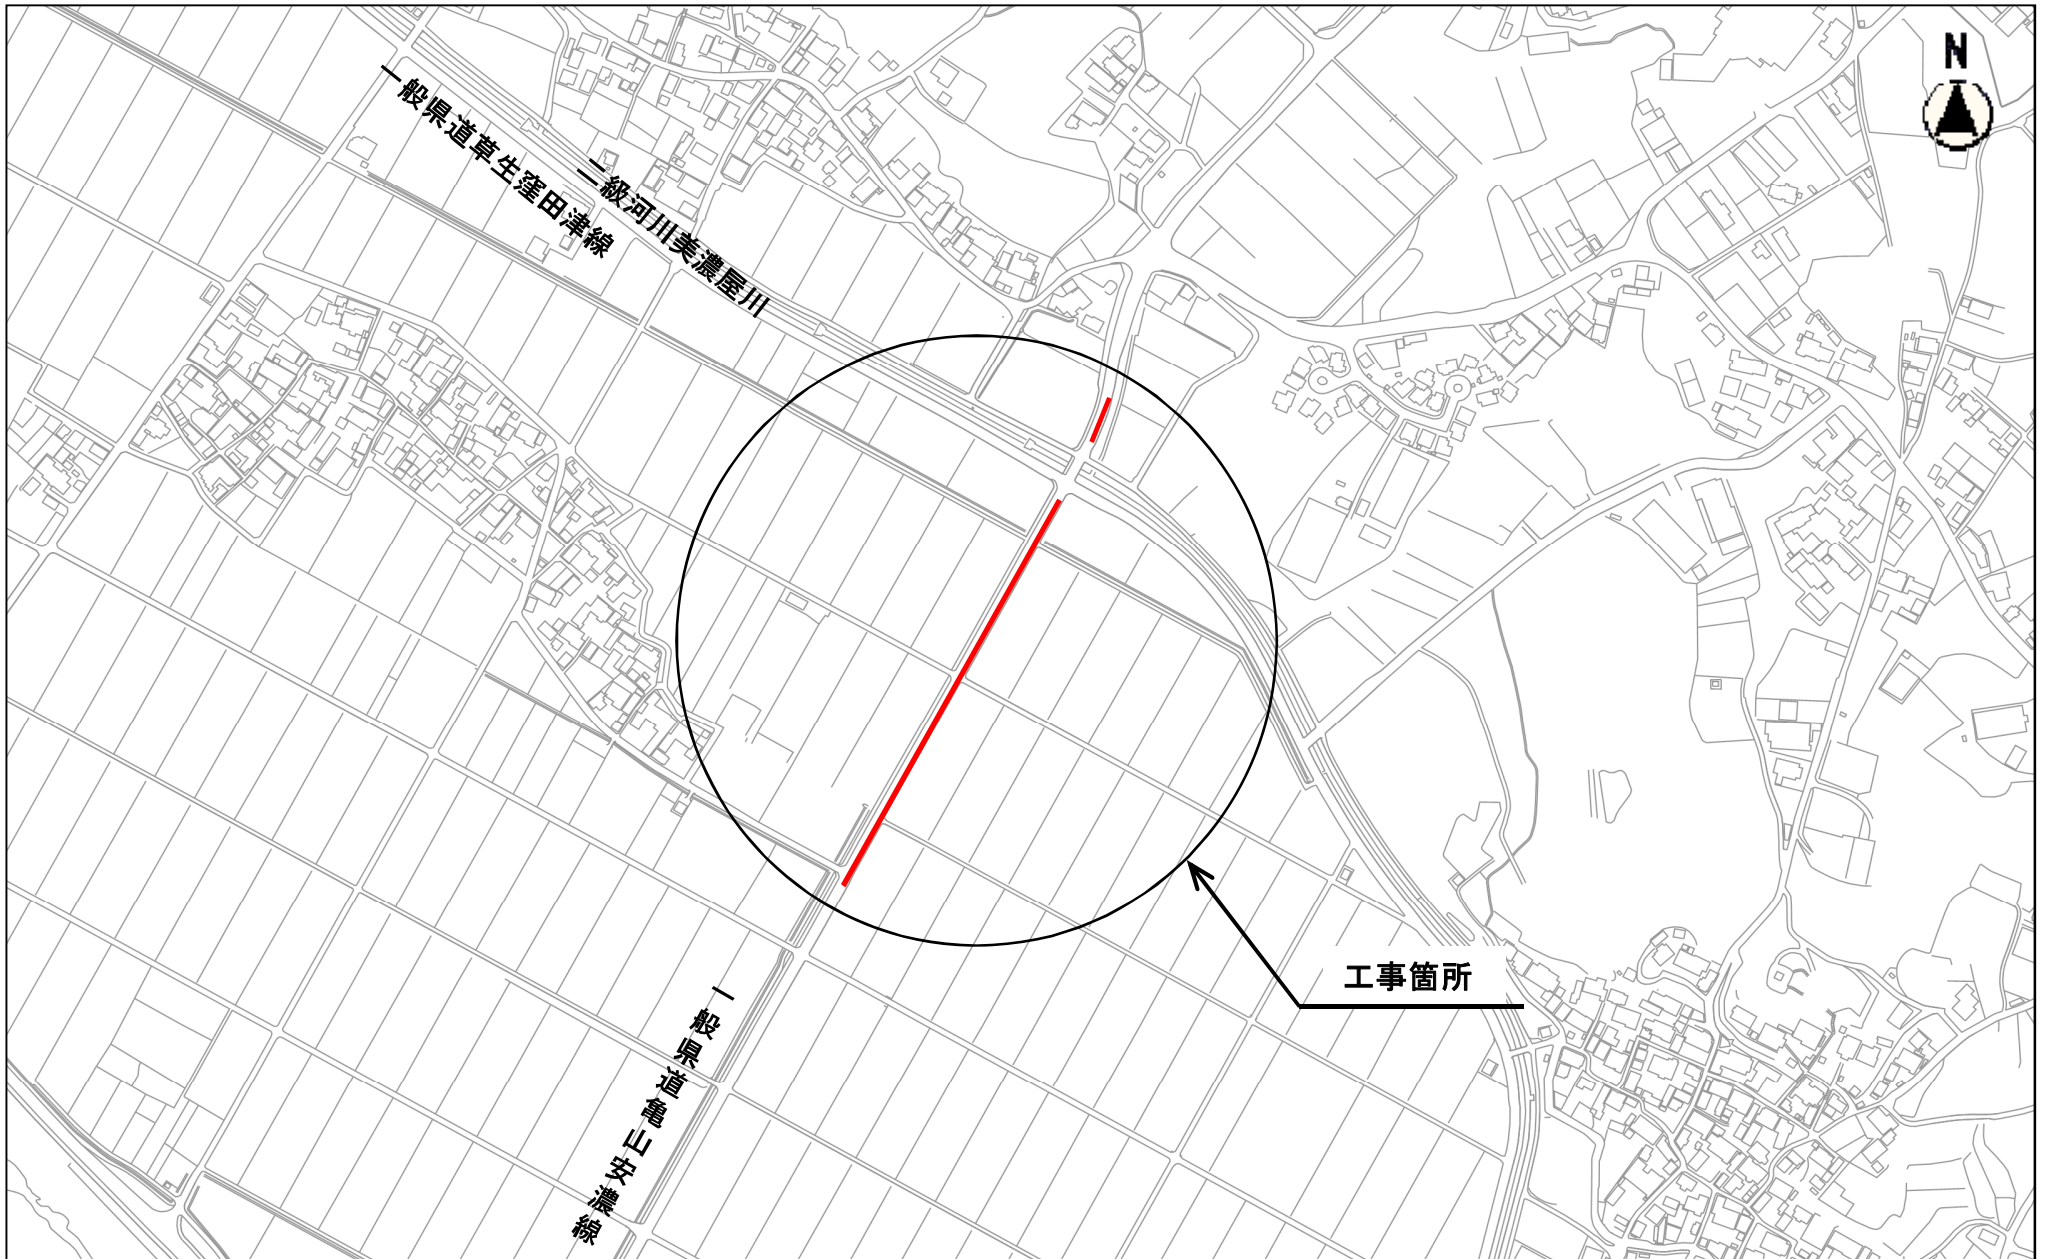 N
一般県道草生窪田津線
二級河川美濃屋川
工事箇所
一般県道亀山安濃線